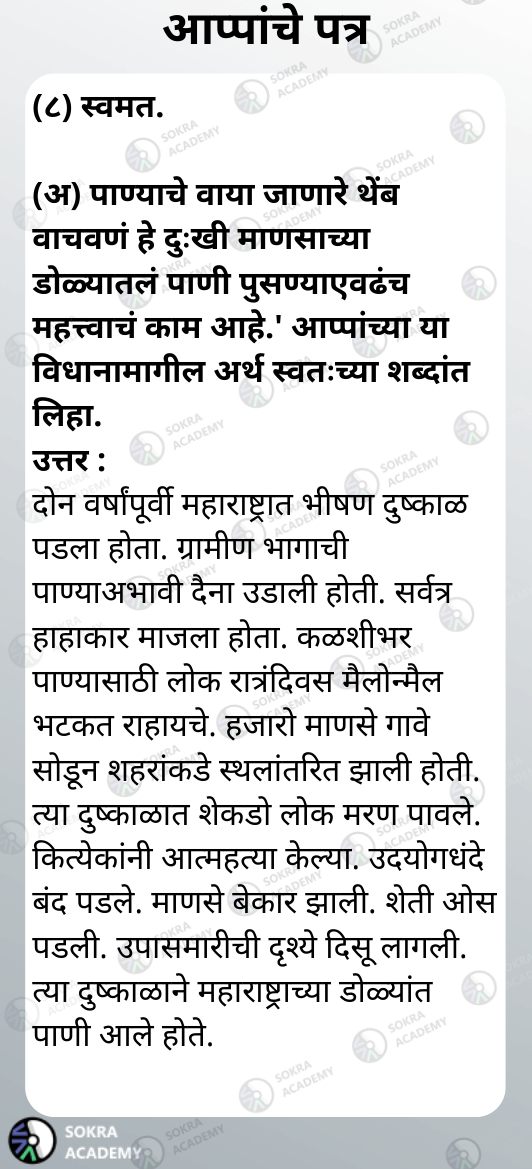 आप्पांचे पत्र
(८) स्वमत.
(अ) पाण्याचे वाया जाणारे थेंब
वाचवणं हे दुःखी माणसाच्या
डोळ्यातलं पाणी पुसण्याएवढंच
महत्त्वाचं काम आहे.' आप्पांच्या या
विधानामागील अर्थ स्वतःच्या शब्दांत
लिहा.
उत्तर :
दोन वर्षांपूर्वी महाराष्ट्रात भीषण दुष्काळ
पडला होता. ग्रामीण भागाची
पाण्याअभावी दैना उडाली होती. सर्वत्र
हाहाकार माजला होता. कळशीभर
पाण्यासाठी लोक रात्रंदिवस मैलोन्मैल
भटकत राहायचे. हजारो माणसे गावे
सोडून शहरांकडे स्थलांतरित झाली होती.
त्या दुष्काळात शेकडो लोक मरण पावले.
कित्येकांनी आत्महत्या केल्या. उदयोगधंदे
बंद पडले. माणसे बेकार झाली. शेती ओस
पडली. उपासमारीची दृश्ये दिसू लागली.
त्या दुष्काळाने महाराष्ट्राच्या डोळ्यांत
पाणी आले होते.
SOKRA
ACADEMY